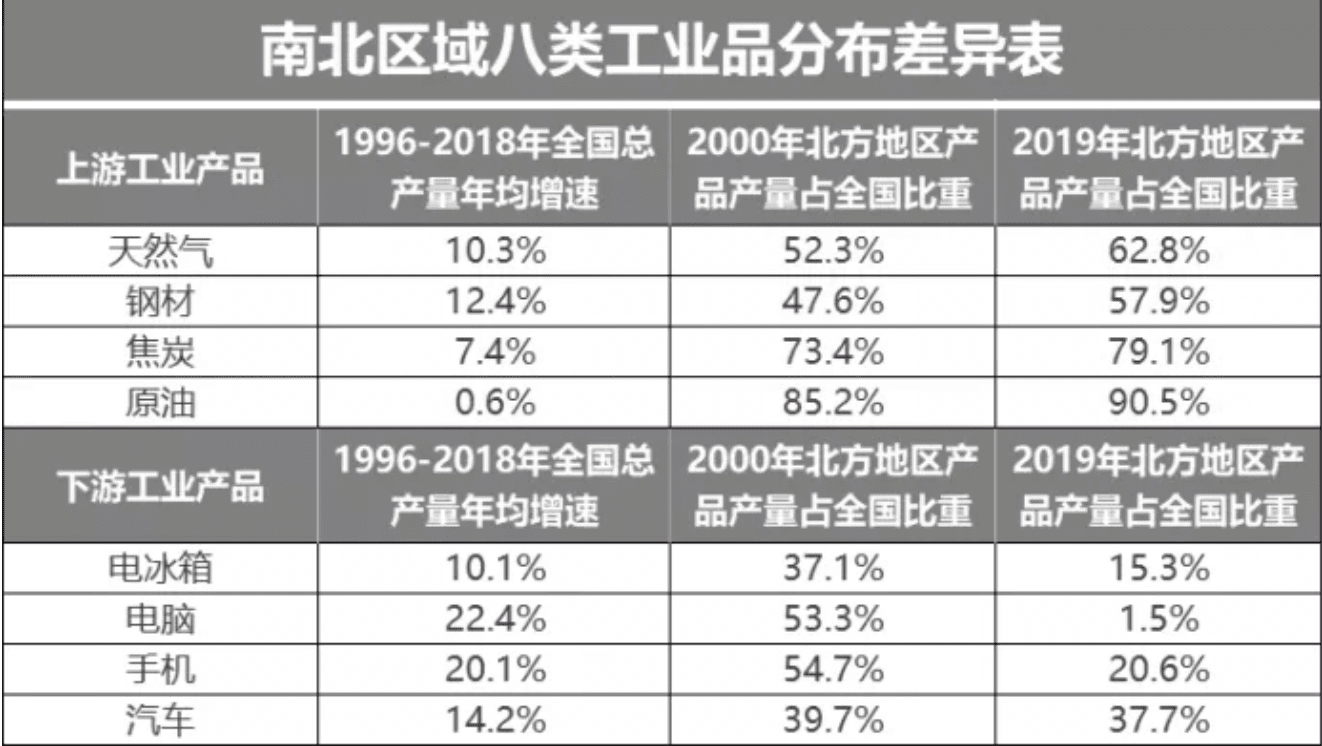 南北区域八类工业品分布差异表
上游工业产品 1996-2018年全国总产量年均增速 2000年北方地区产品产量占全国比重 2019年北方地区产品产量占全国比重
天然气 10.3% 52.3% 62.8%
钢材 12.4% 47.6% 57.9%
焦炭 7.4% 73.4% 79.1%
原油 0.6% 85.2% 90.5%
下游工业产品 1996-2018年全国总产量年均增速 2000年北方地区产品产量占全国比重 2019年北方地区产品产量占全国比重
电冰箱 10.1% 37.1% 15.3%
电脑 22.4% 53.3% 1.5%
手机 20.1% 54.7% 20.6%
汽车 14.2% 39.7% 37.7%